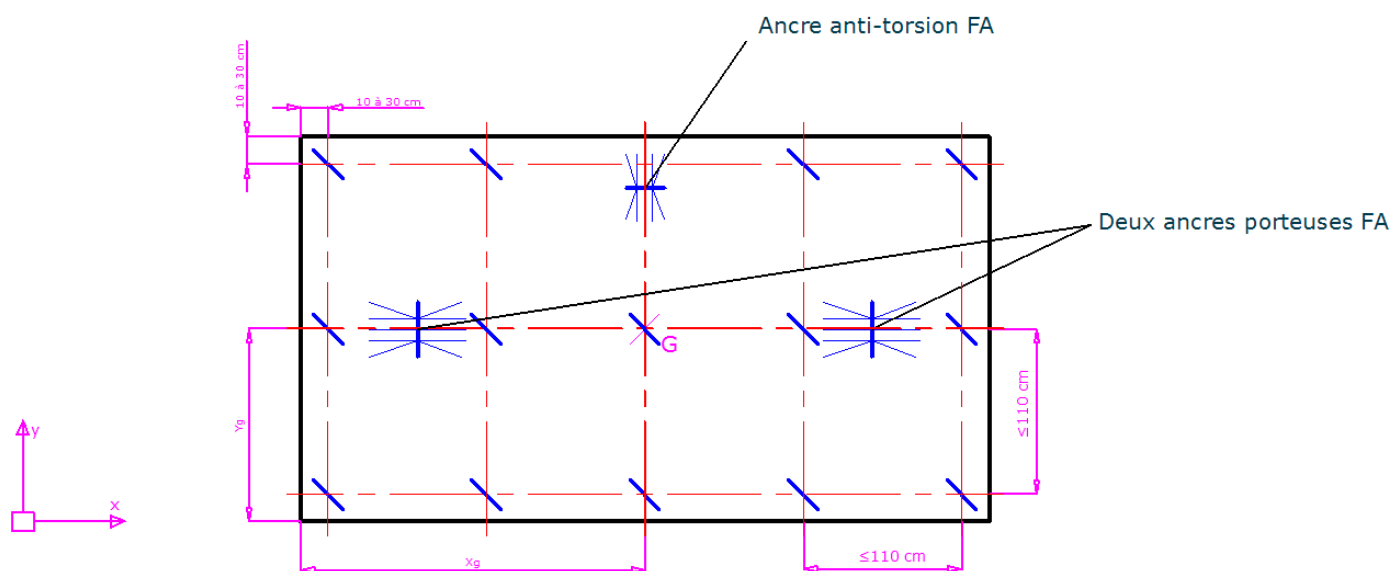 Ancre anti-torsion FA
10 à 30 cm
10 à 30 cm
Deux ancres porteuses FA
G
Yg
≤110 cm
y
x
Xg
≤110 cm